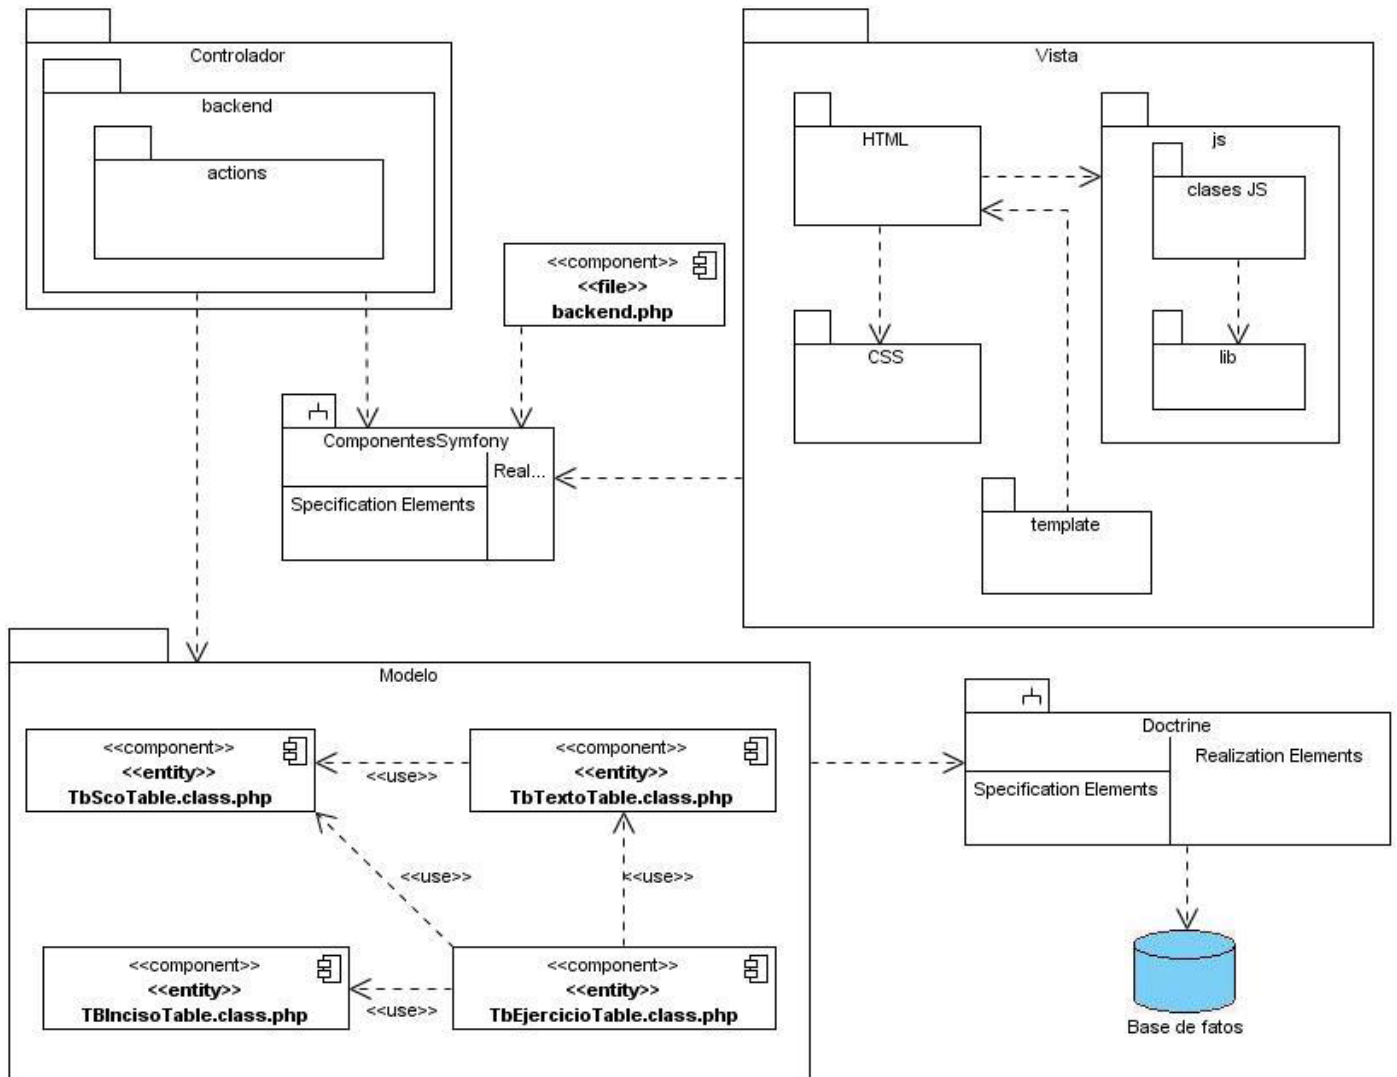 Controlador
backend
actions
Vista
HTML
js
clases JS
CSS
lib
template
<<component>>
<<file>>
backend.php
ComponentesSymfony
Real...
Specification Elements
Modelo
<<component>>
<<entity>>
TbScoTable.class.php
<<use>>
<<component>>
<<entity>>
TbTextoTable.class.php
<<use>>
<<use>>
<<component>>
<<entity>>
TBIncisoTable.class.php
<<use>>
<<component>>
<<entity>>
TbEjercicioTable.class.php
Doctrine
Realization Elements
Specification Elements
Base de fatos